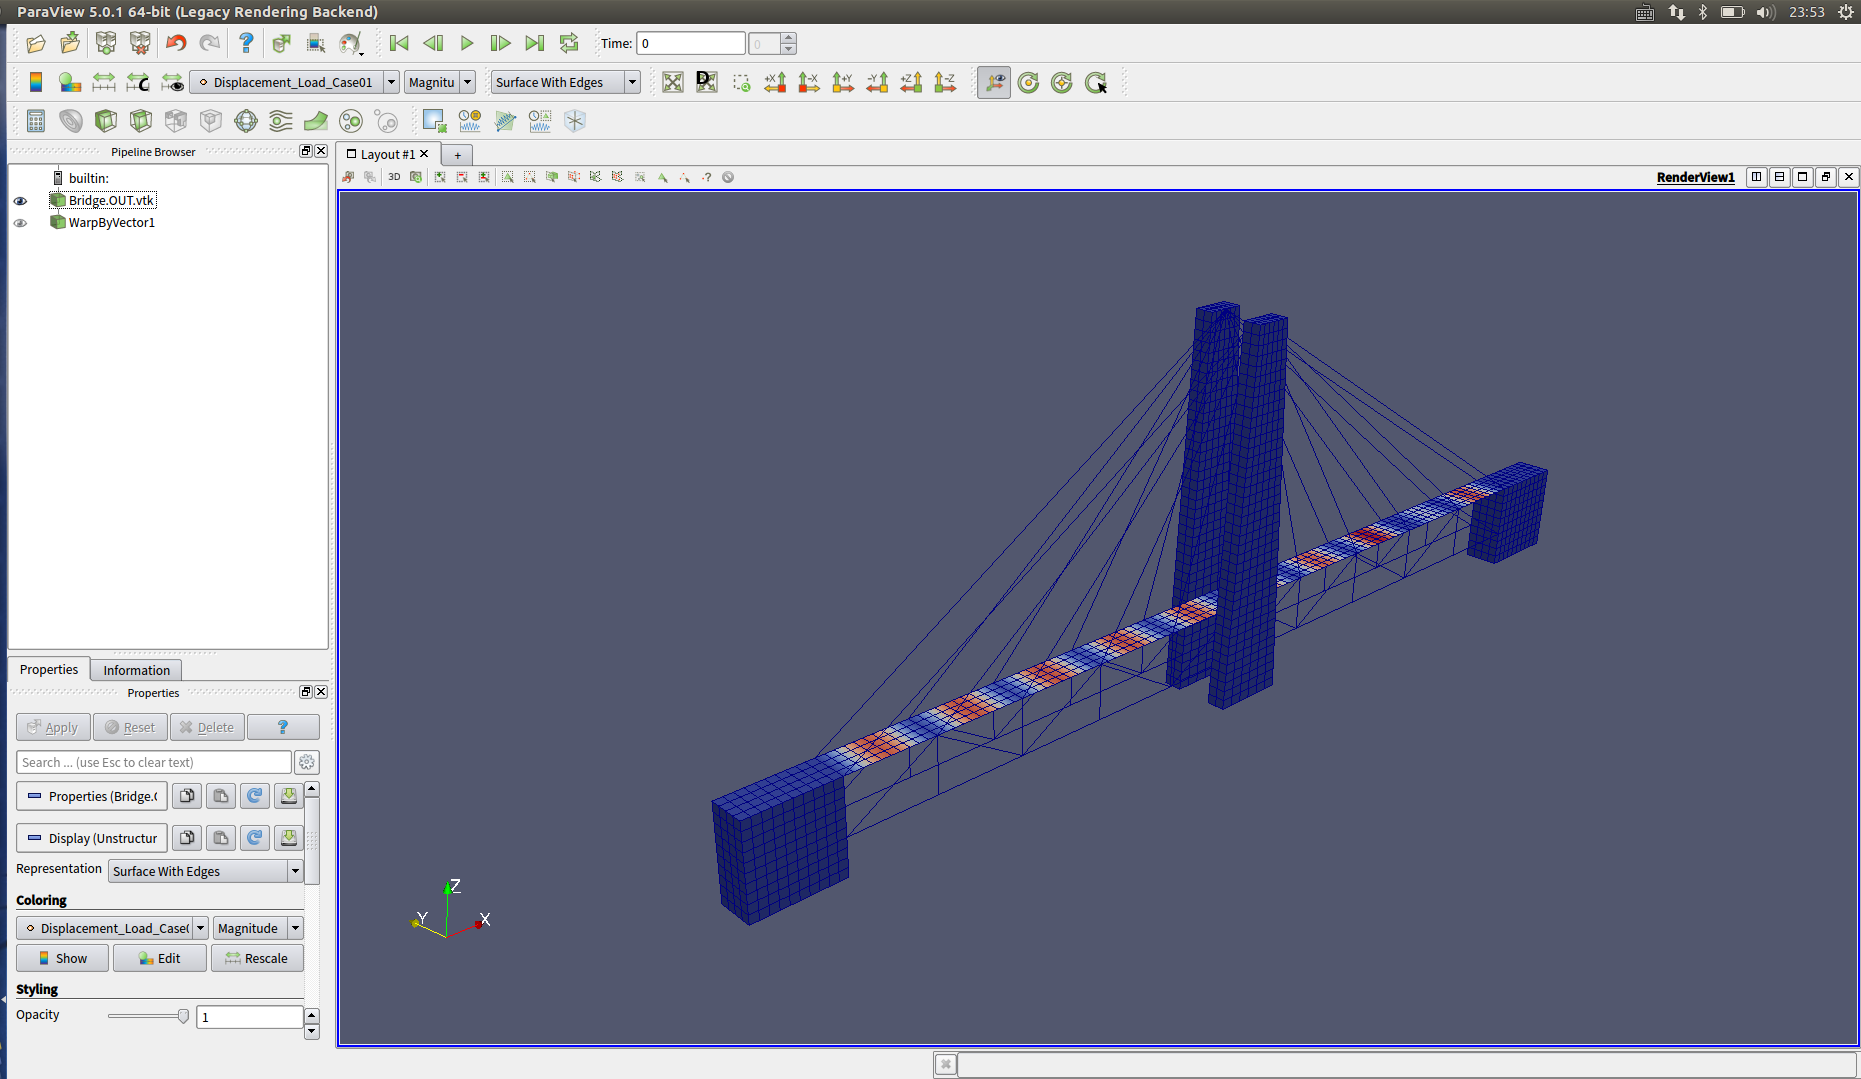 ParaView 5.0.1 64-bit (Legacy Rendering Backend)
23:53
Time: 0
0
Displacement_Load_Case01
Magnitu
Surface With Edges
D
+X
-X
+Y
-Y
+Z
-Z
Pipeline Browser
Layout #1
+
builtin:
3D
?
RenderView1
Bridge.OUT.vtk
WarpByVector1
Properties
Information
Properties
Apply
Reset
Delete
?
Search ... (use Esc to clear text)
Properties (Bridge.
Display (Unstructur
Representation
Surface With Edges
Coloring
Displacement_Load_Case
Magnitude
Show
Edit
Rescale
Styling
Opacity
1
Z
Y
X